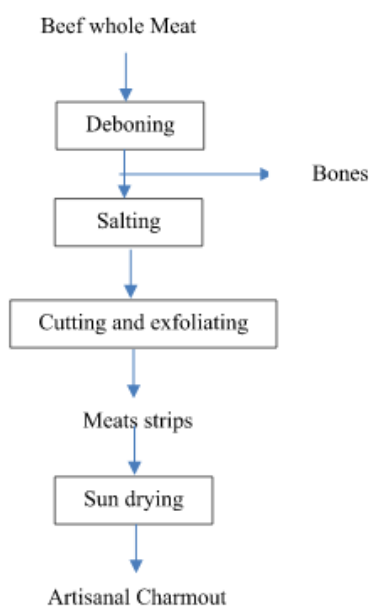 Beef whole Meat
Deboning
Bones
Salting
Cutting and exfoliating
Meats strips
Sun drying
Artisanal Charmout